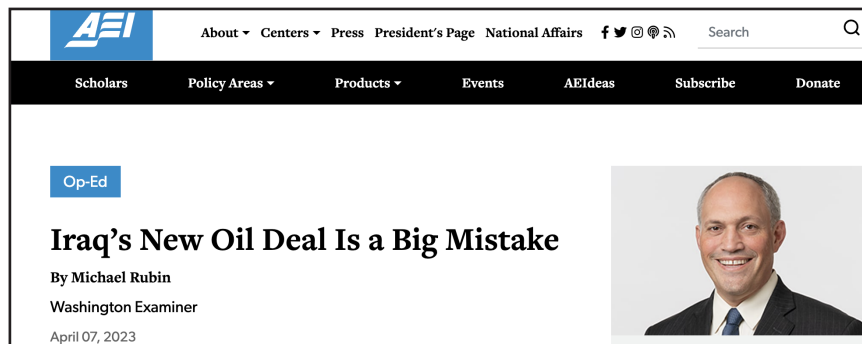 AEI
About Centers Press President's Page National Affairs Search
Scholars Policy Areas Products Events AEIdeas Subscribe Donate
Op-Ed
Iraq’s New Oil Deal Is a Big Mistake
By Michael Rubin
Washington Examiner
April 07, 2023